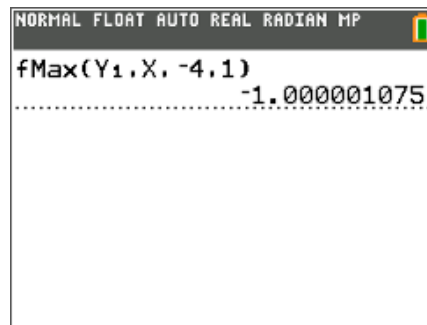 NORMAL FLOAT AUTO REAL RADIAN MP
fMax(Y₁,X,⁻4,1)
⁻1.000001075